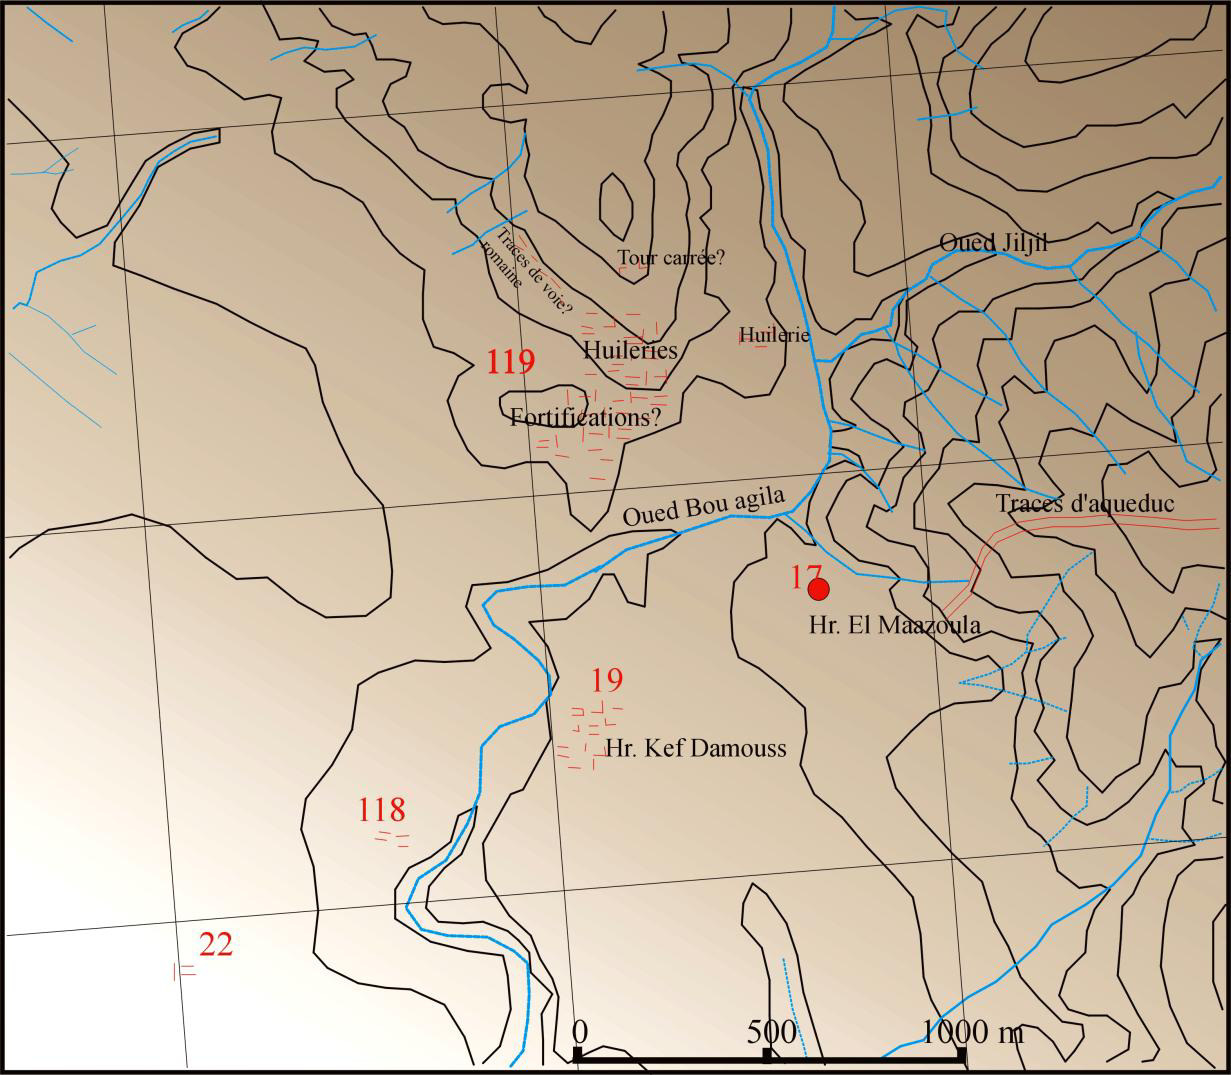 Oued Jiljil
Traces de voie?
romaine
Tour carrée?
Huilerie
Huileries
119
Fortifications?
Oued Bou agila
Traces d'aqueduc
17
Hr. El Maazoula
19
Hr. Kef Damouss
118
22
0 500 1000 m